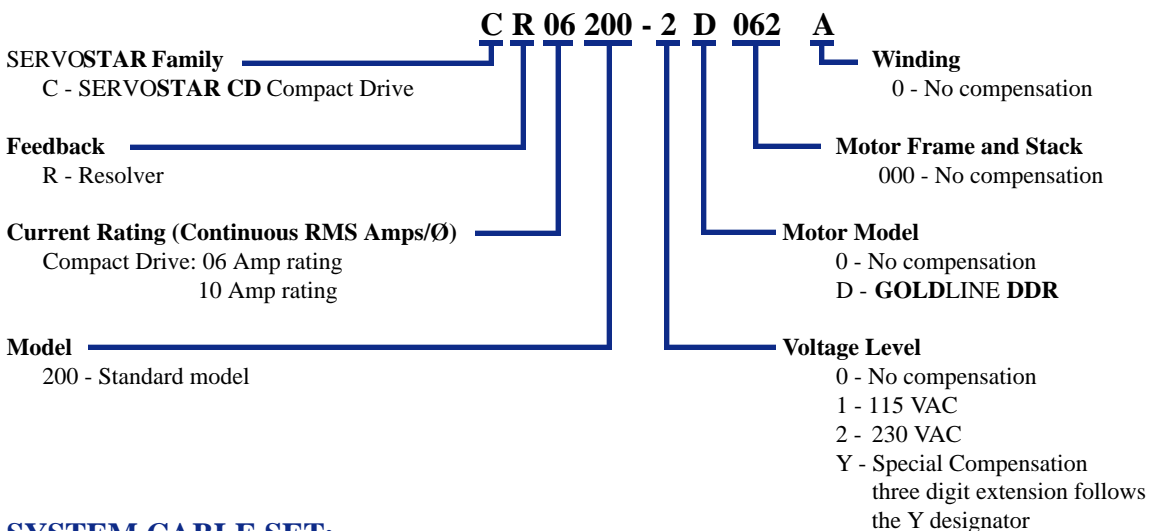 C R 06 200 - 2 D 062 A
SERVOSTAR Family
C - SERVOSTAR CD Compact Drive
Feedback
R - Resolver
Current Rating (Continuous RMS Amps/Ø)
Compact Drive: 06 Amp rating
10 Amp rating
Model
200 - Standard model
Winding
0 - No compensation
Motor Frame and Stack
000 - No compensation
Motor Model
0 - No compensation
D - GOLDLINE DDR
Voltage Level
0 - No compensation
1 - 115 VAC
2 - 230 VAC
Y - Special Compensation
three digit extension follows
the Y designator
SYSTEM CABLE SET: